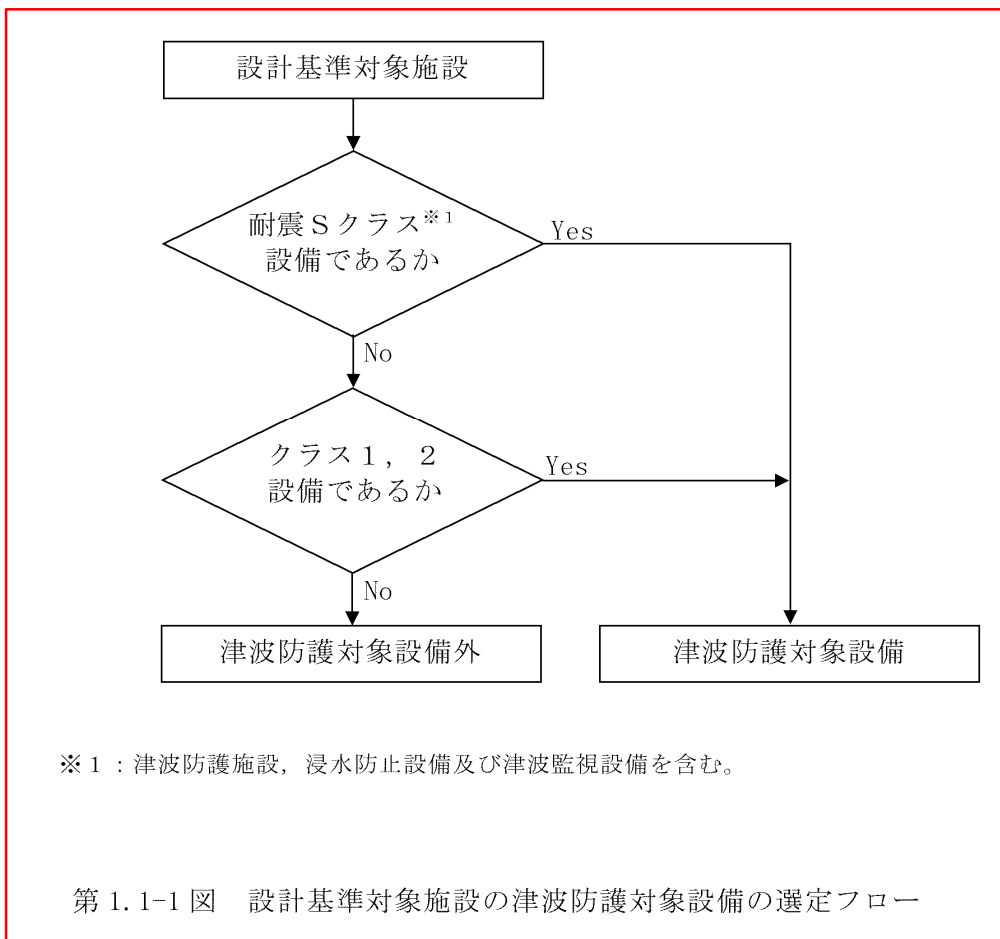 設計基準対象施設
耐震Sクラス※1
設備であるか
Yes
No
クラス1，2
設備であるか
Yes
No
津波防護対象設備外
津波防護対象設備
※1：津波防護施設，浸水防止設備及び津波監視設備を含む。
第1.1-1図　設計基準対象施設の津波防護対象設備の選定フロー